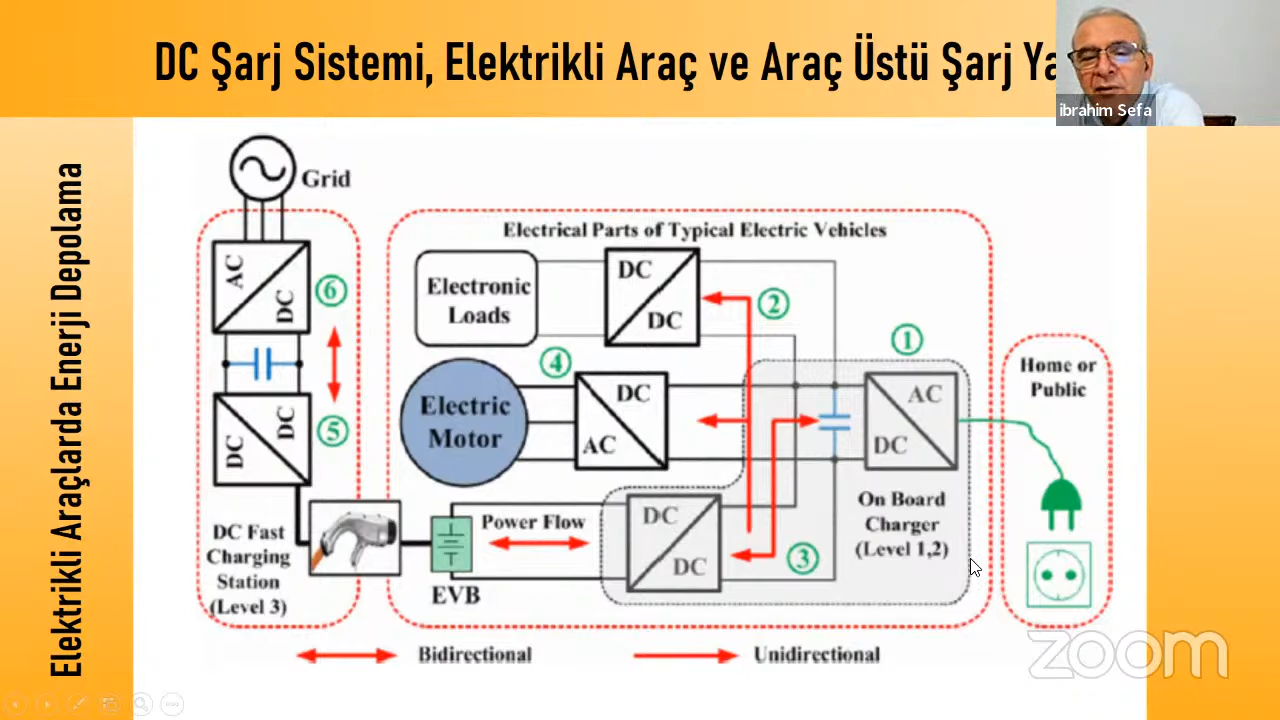 DC Şarj Sistemi, Elektrikli Araç ve Araç Üstü Şarj
ibrahim Sefa
Elektrikli Araçlarda Enerji Depolama
Grid
AC
DC
6
DC
DC
5
DC Fast
Charging
Station
(Level 3)
Electrical Parts of Typical Electric Vehicles
Electronic
Loads
DC
DC
2
4
Electric
Motor
DC
AC
1
AC
DC
On Board
Charger
(Level 1,2)
Power Flow
EVB
DC
DC
3
Home or
Public
Bidirectional
Unidirectional
zoom